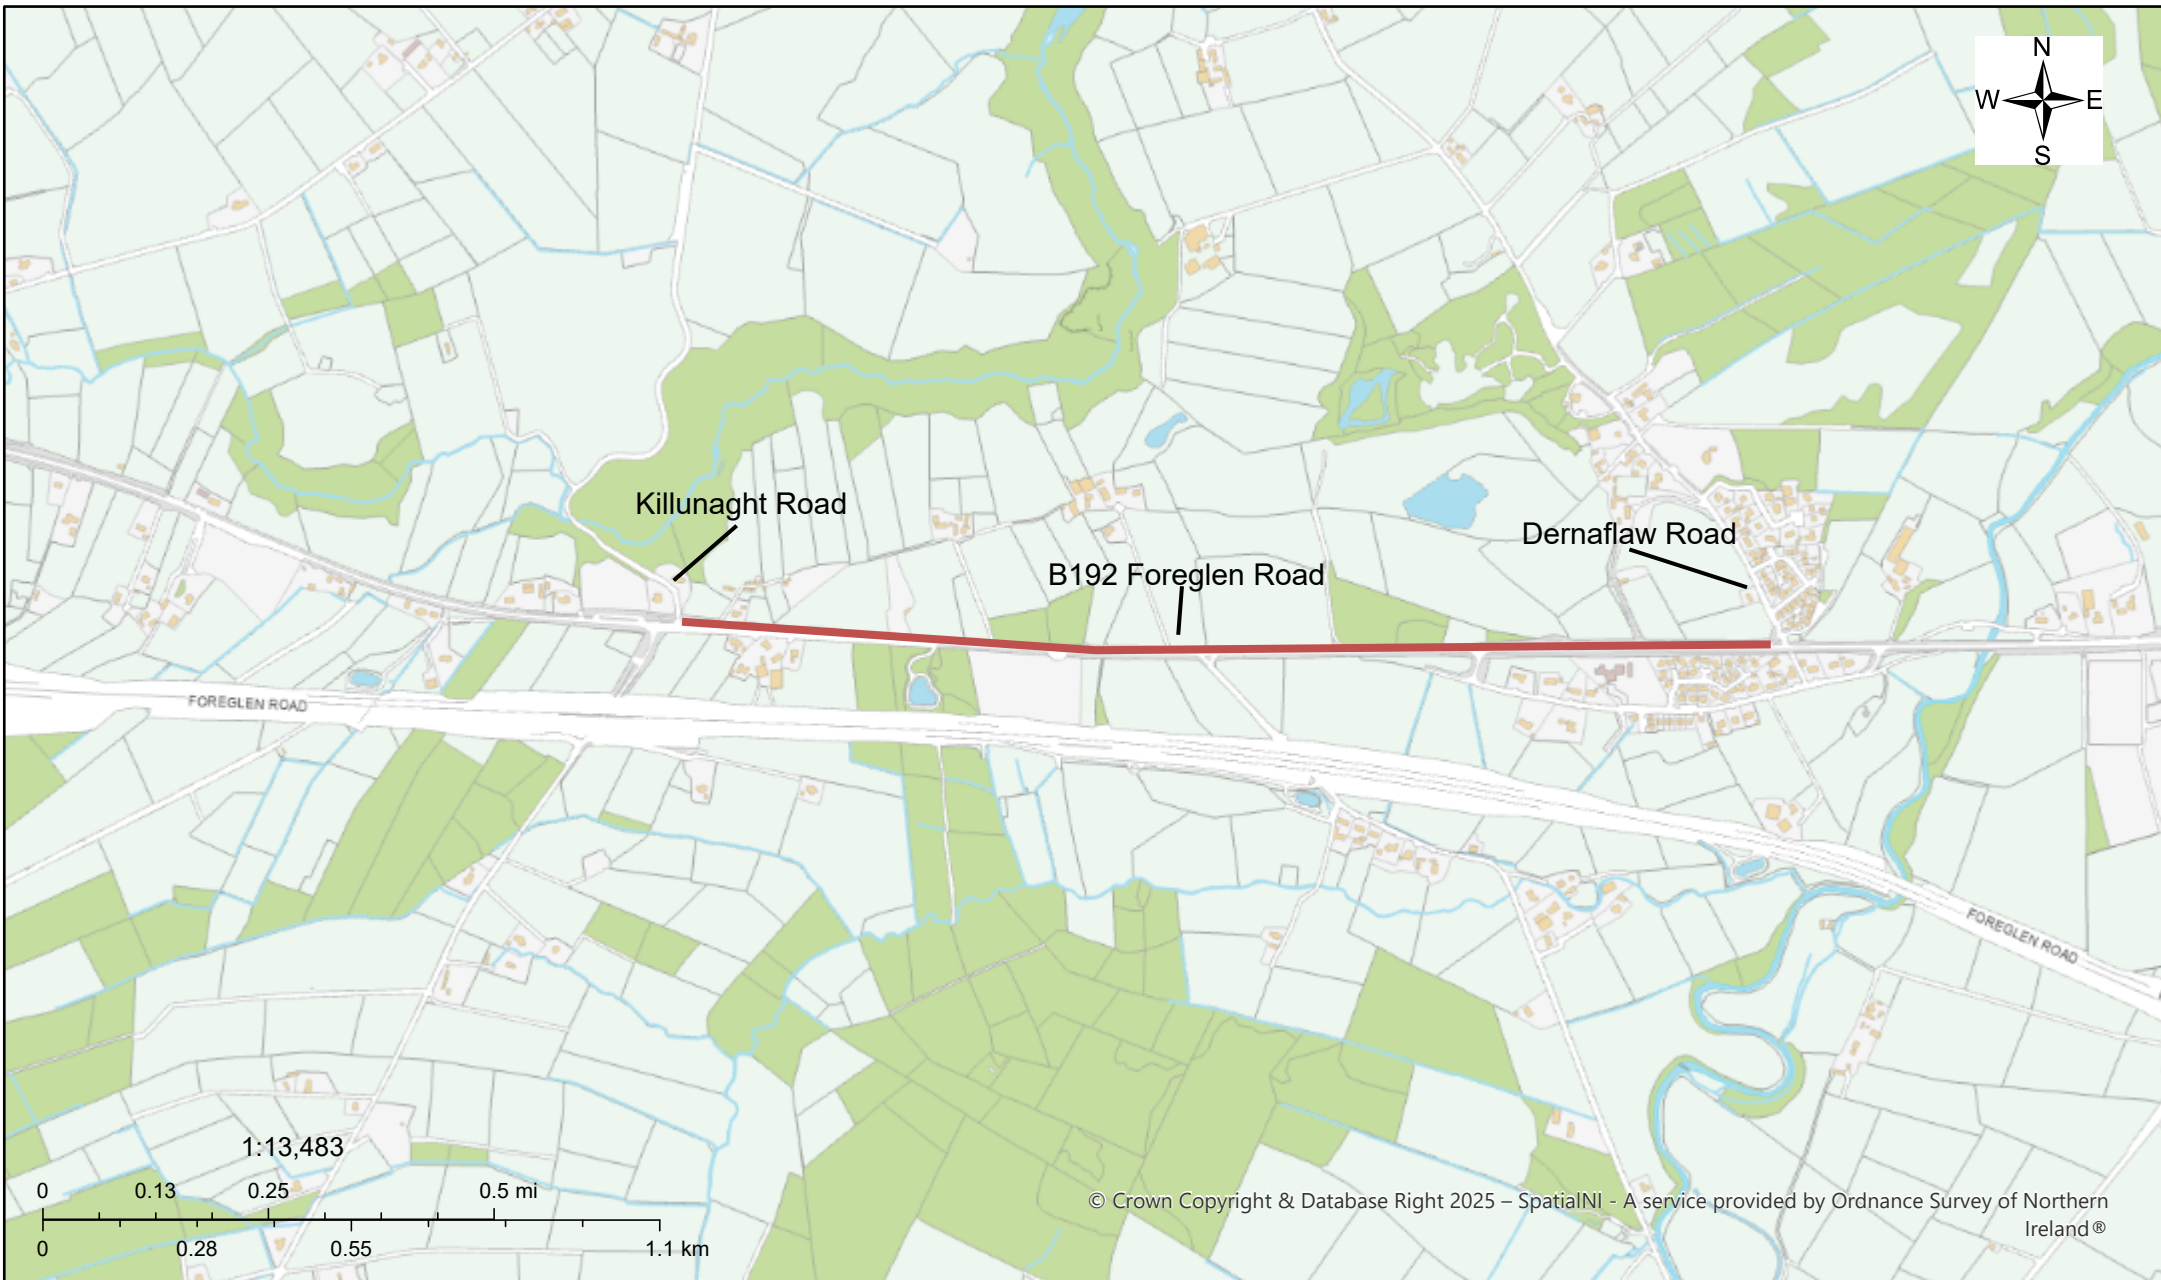 N
W E
S
Killunaght Road
Dernaflaw Road
B192 Foreglen Road
FOREGLEN ROAD
FOREGLEN ROAD
1:13,483
0 0.13 0.25 0.5 mi
0 0.28 0.55 1.1 km
© Crown Copyright & Database Right 2025 – SpatialNI - A service provided by Ordnance Survey of Northern
Ireland®